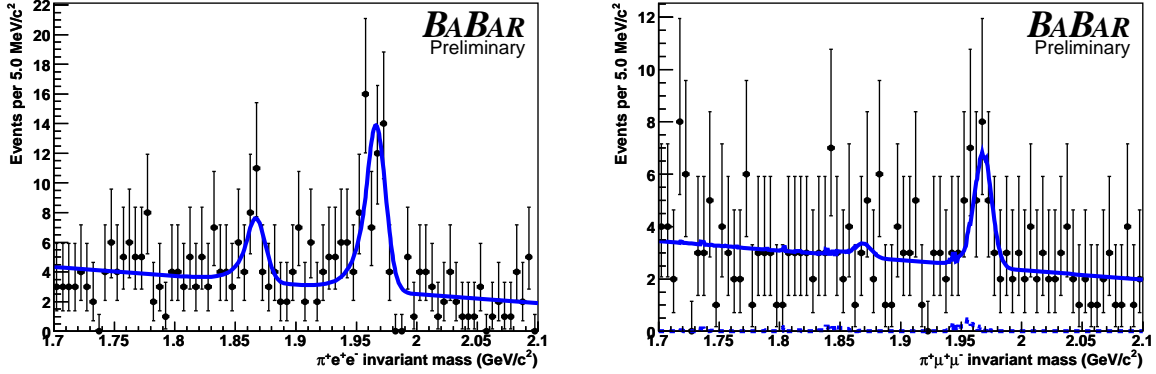 22
20
18
16
14
12
10
8
6
4
2
0
Events per 5.0 MeV/c²
BABAR
Preliminary
1.7 1.75 1.8 1.85 1.9 1.95 2 2.05 2.1
π⁺e⁺e⁻ invariant mass (GeV/c²)
12
10
8
6
4
2
0
Events per 5.0 MeV/c²
BABAR
Preliminary
1.7 1.75 1.8 1.85 1.9 1.95 2 2.05 2.1
π⁺μ⁺μ⁻ invariant mass (GeV/c²)